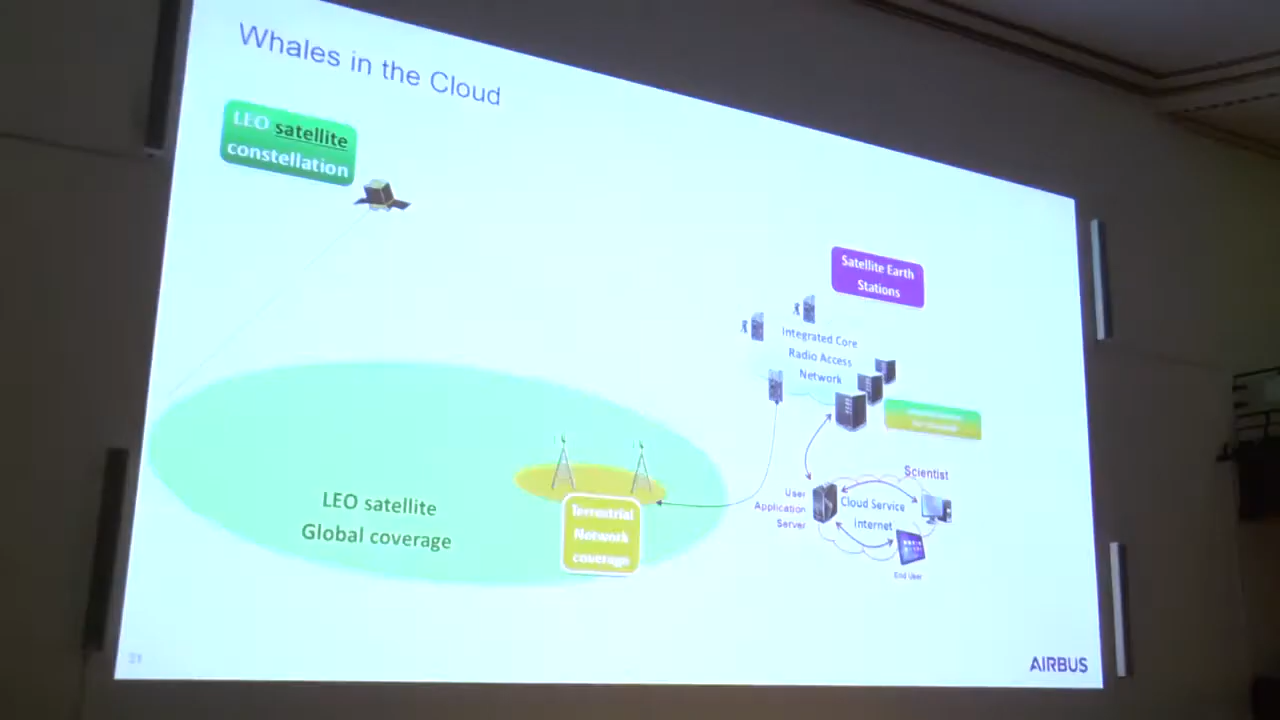 Whales in the Cloud
LEO satellite
constellation
Satellite Earth
Stations
Integrated Core
Radio Access
Network
Scientist
User
Application
Server
Cloud Service
Internet
End User
LEO satellite
Global coverage
Terrestrial
Network
coverage
AIRBUS